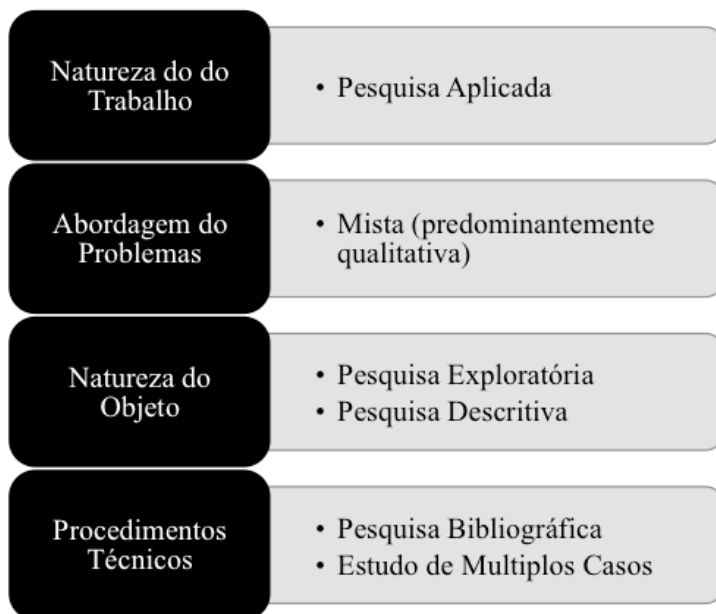 Natureza do do
Trabalho
• Pesquisa Aplicada
Abordagem do
Problemas
• Mista (predominantemente
qualitativa)
Natureza do
Objeto
• Pesquisa Exploratória
• Pesquisa Descritiva
Procedimentos
Técnicos
• Pesquisa Bibliográfica
• Estudo de Multiplos Casos